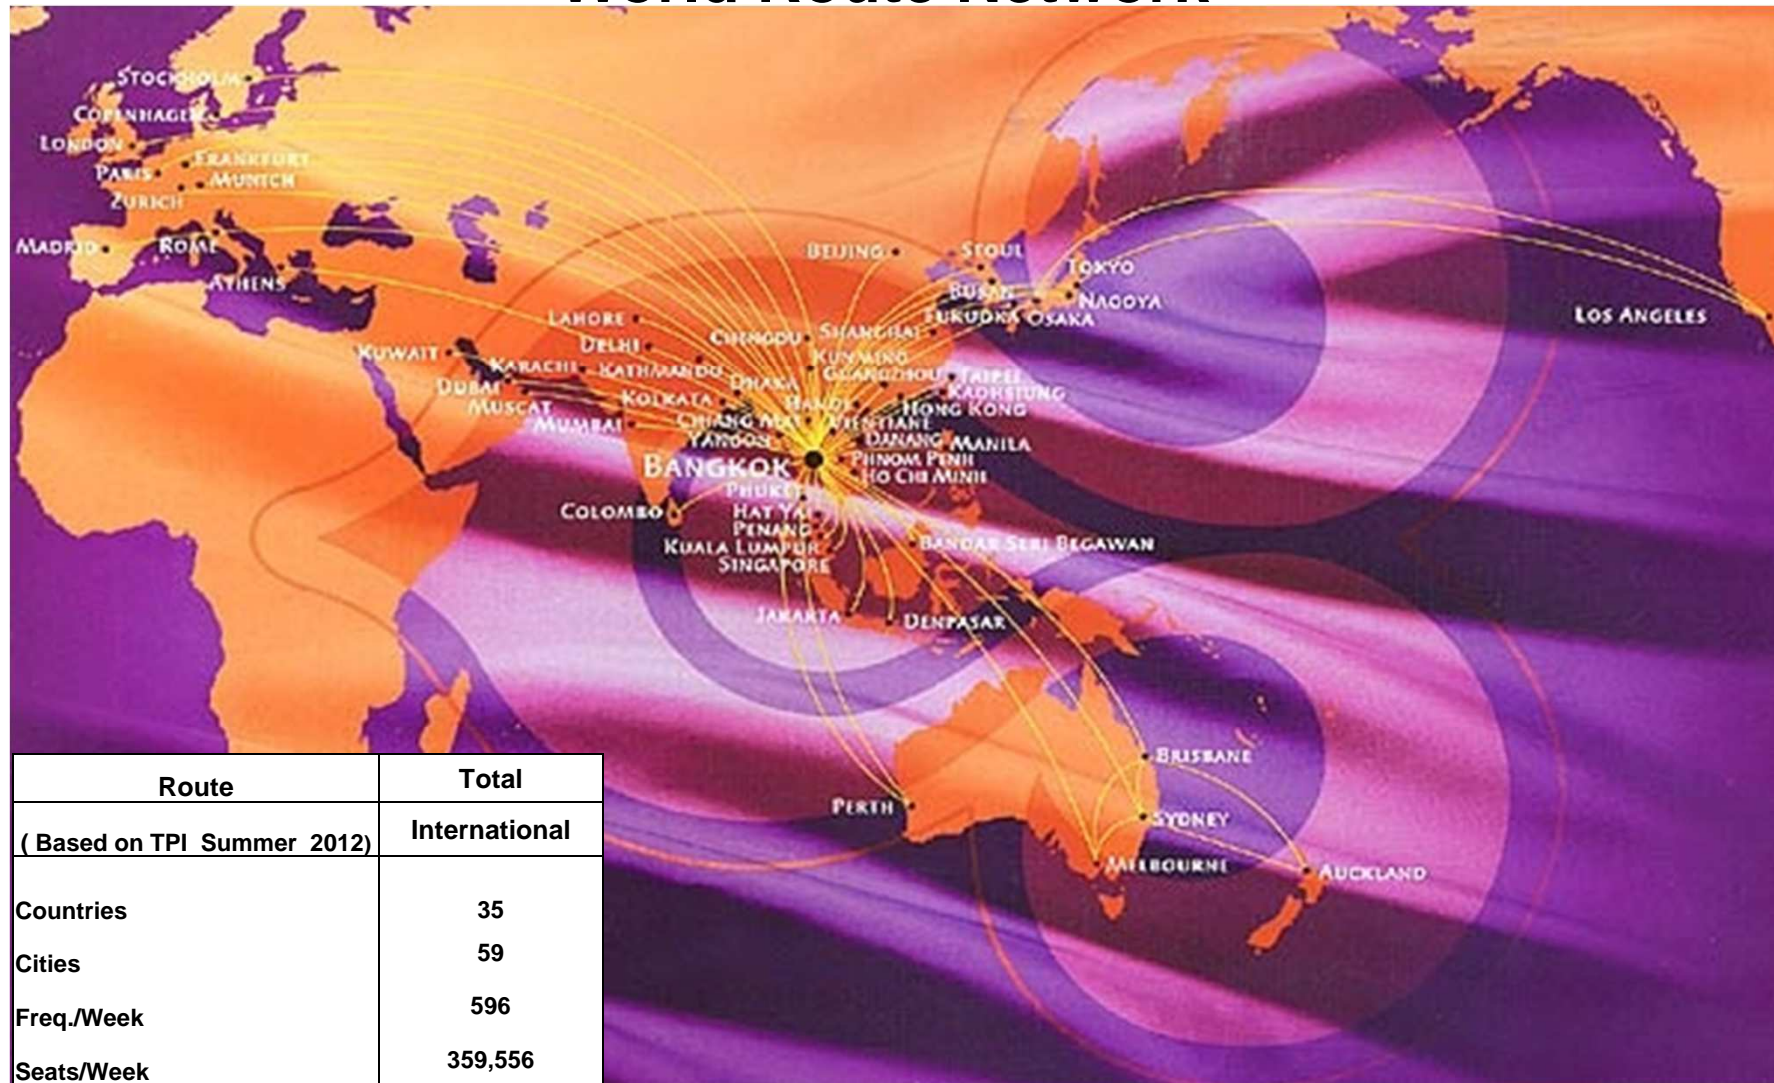 World Route Network
STOCKHOLM
COPENHAGEN
LONDON
FRANKFURT
PARIS
MUNICH
ZURICH
MADRID
ROME
ATHENS
BEIJING
SEOUL
TOKYO
BUSAN
NAGOYA
FUKUOKA
OSAKA
LOS ANGELES
LAHORE
CHENGDU
SHANGHAI
DELHI
KUWAIT
KUNMING
KARACHI
KATHMANDU
GUANGZHOU
TAIPEI
DUBAI
DHAKA
KAOHSIUNG
MUSCAT
KOLKATA
HANOI
HONG KONG
MUMBAI
CHIANG MAI
VIENTIANE
YANGON
DANANG
MANILA
BANGKOK
PHNOM PENH
HO CHI MINH
PHUKET
COLOMBO
HAT YAI
PENANG
KUALA LUMPUR
BANDAR SERI BEGAWAN
SINGAPORE
JAKARTA
DENPASAR
BRISBANE
PERTH
SYDNEY
MELBOURNE
AUCKLAND
Route Total
( Based on TPI Summer 2012) International
Countries 35
Cities 59
Freq./Week 596
Seats/Week 359,556